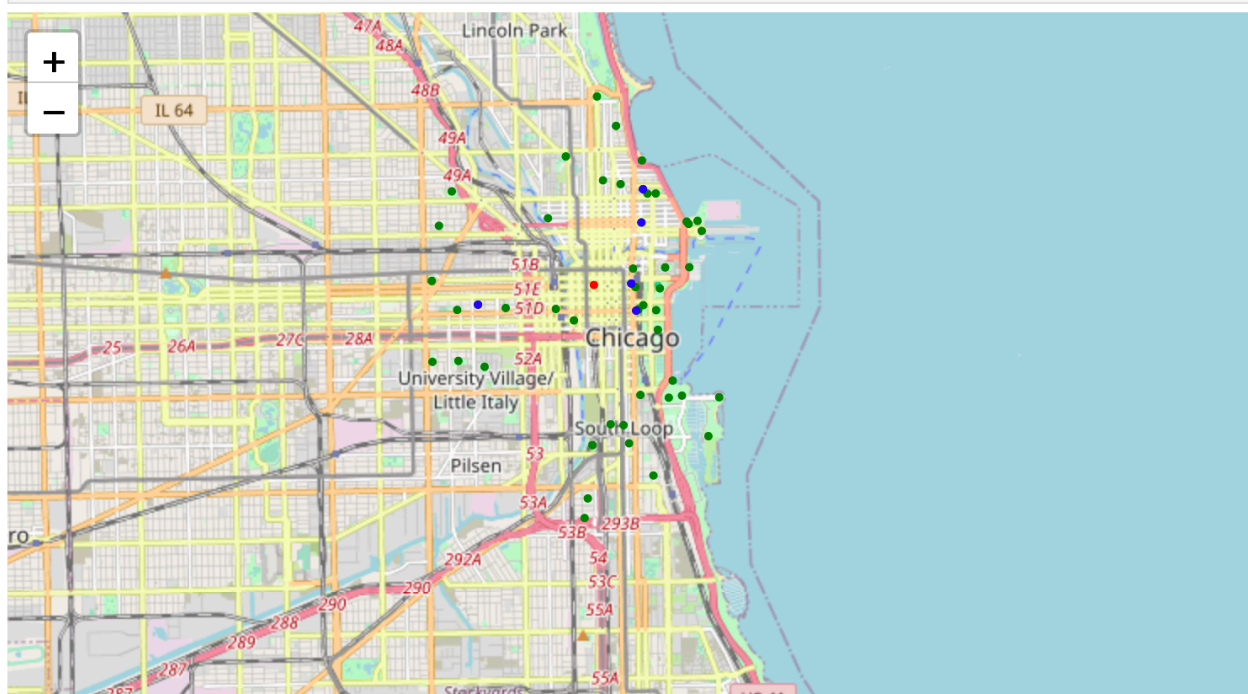 47A
Lincoln Park
48A
+
48B
IL 64
−
49A
49A
51B
51E
51D
Chicago
27C
28A
25
26A
52A
University Village/
Little Italy
South Loop
53
Pilsen
53A
293B
53B
ro
292A
54
53C
290
290
55A
288
289
287
55A
287
Stockyards